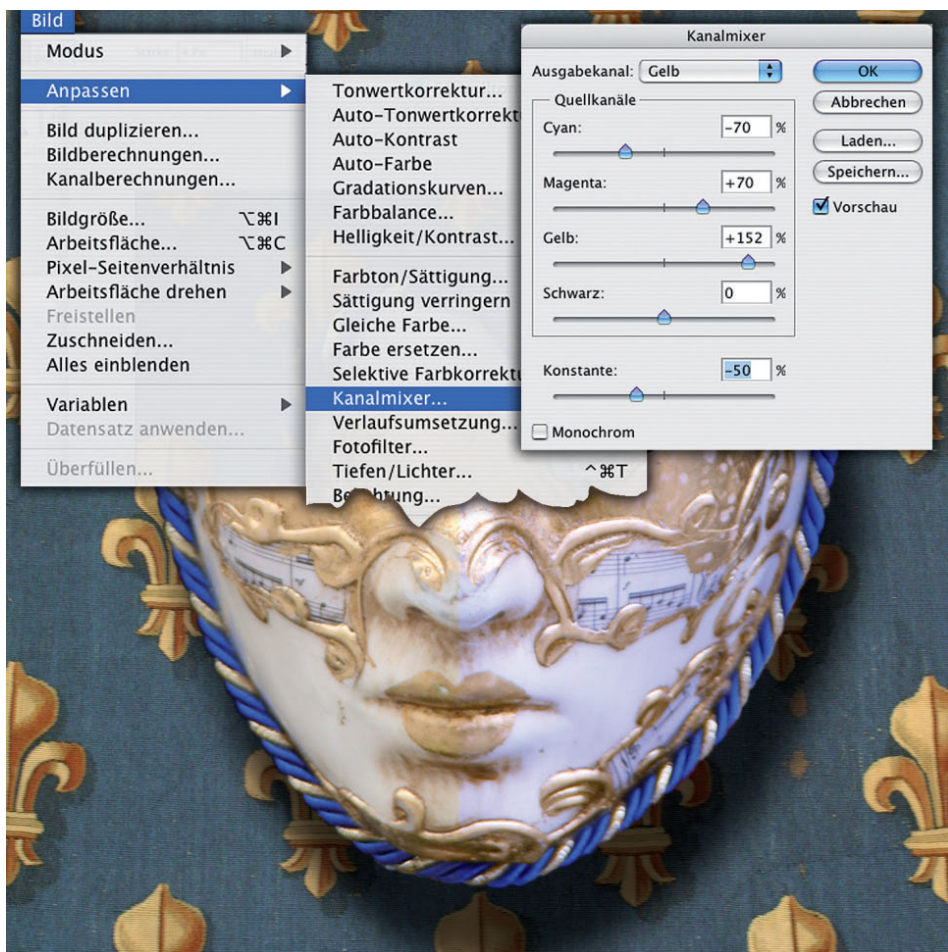 Bild
Modus
Anpassen
Bild duplizieren...
Bildberechnungen...
Kanalberechnungen...
Bildgröße... ⌥⌘I
Arbeitsfläche... ⌥⌘C
Pixel-Seitenverhältnis
Arbeitsfläche drehen
Freistellen
Zuschneiden...
Alles einblenden
Variablen
Datensatz anwenden...
Überfüllen...
Tonwertkorrektur...
Auto-Tonwertkorrekt
Auto-Kontrast
Auto-Farbe
Gradationskurven...
Farbbalance...
Helligkeit/Kontrast...
Farbton/Sättigung...
Sättigung verringern
Gleiche Farbe...
Farbe ersetzen...
Selektive Farbkorrektu
Kanalmixer...
Verlaufsumsetzung...
Fotofilter...
Tiefen/Lichter... ^⌘T
Belichtung...
Kanalmixer
Ausgabekanal: Gelb
Quellkanäle
Cyan: -70 %
Magenta: +70 %
Gelb: +152 %
Schwarz: 0 %
Konstante: -50 %
Monochrom
OK
Abbrechen
Laden...
Speichern...
Vorschau